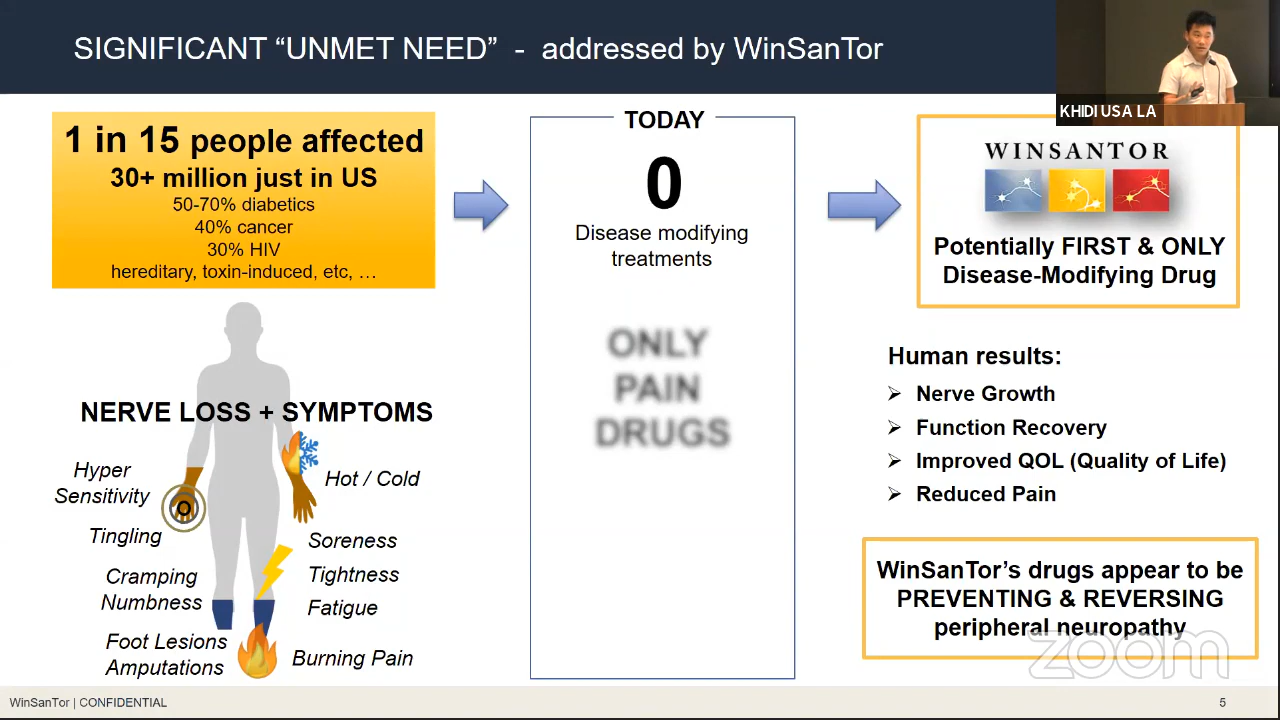 SIGNIFICANT “UNMET NEED” - addressed by WinSanTor
KHIDI USA LA
1 in 15 people affected
30+ million just in US
50-70% diabetics
40% cancer
30% HIV
hereditary, toxin-induced, etc, …
NERVE LOSS + SYMPTOMS
Hyper
Sensitivity
Tingling
Cramping
Numbness
Foot Lesions
Amputations
Hot / Cold
Soreness
Tightness
Fatigue
Burning Pain
TODAY
0
Disease modifying
treatments
ONLY
PAIN
DRUGS
WINSANTOR
Potentially FIRST & ONLY
Disease-Modifying Drug
Human results:
➢ Nerve Growth
➢ Function Recovery
➢ Improved QOL (Quality of Life)
➢ Reduced Pain
WinSanTor’s drugs appear to be
PREVENTING & REVERSING
peripheral neuropathy
zoom
WinSanTor | CONFIDENTIAL
5